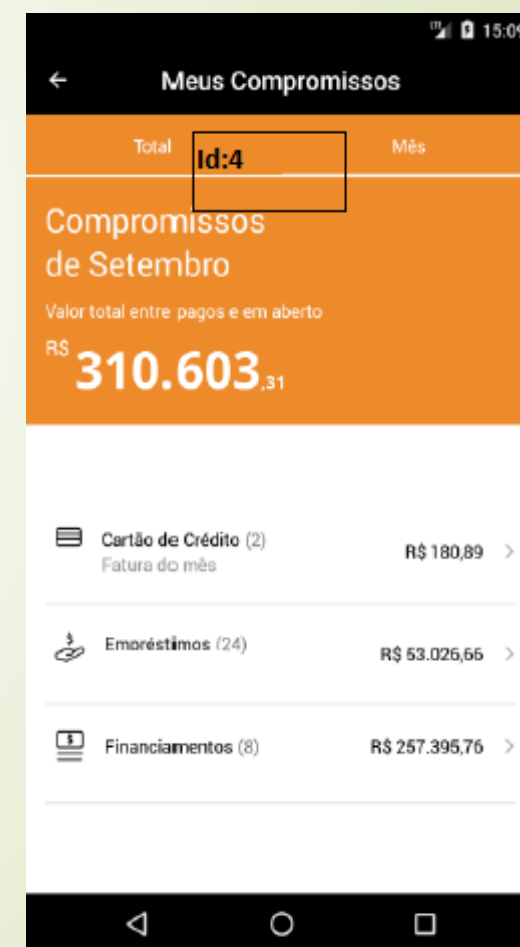 15:09
Meus Compromissos
Total
Id:4
Mês
Compromissos
de Setembro
Valor total entre pagos e em aberto
R$ 310.603,31
Cartão de Crédito (2)
R$ 180,89
Fatura do mês
Empréstimos (24)
R$ 53.026,66
Financiamentos (8)
R$ 257.395,76